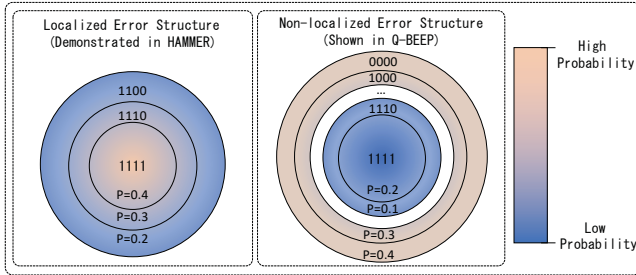 Localized Error Structure
(Demonstrated in HAMMER)
1100
1110
1111
P=0.4
P=0.3
P=0.2
Non-localized Error Structure
(Shown in Q-BEEP)
0000
1000
…
1110
1111
P=0.2
P=0.1
P=0.3
P=0.4
High
Probability
Low
Probability